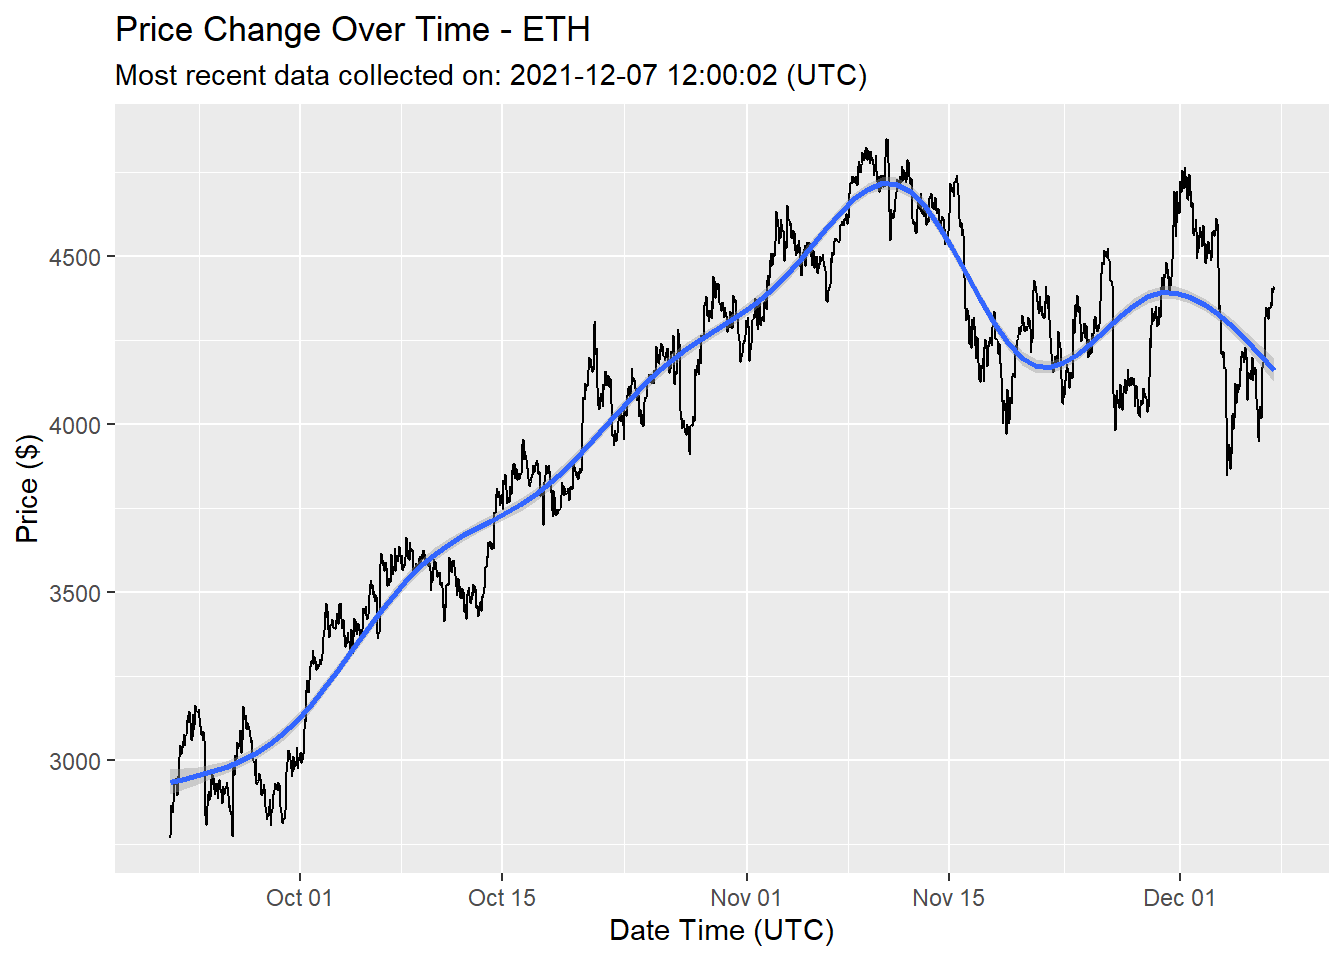 Price Change Over Time - ETH
Most recent data collected on: 2021-12-07 12:00:02 (UTC)
4500
4000
3500
3000
Price ($)
Oct 01
Oct 15
Nov 01
Nov 15
Dec 01
Date Time (UTC)